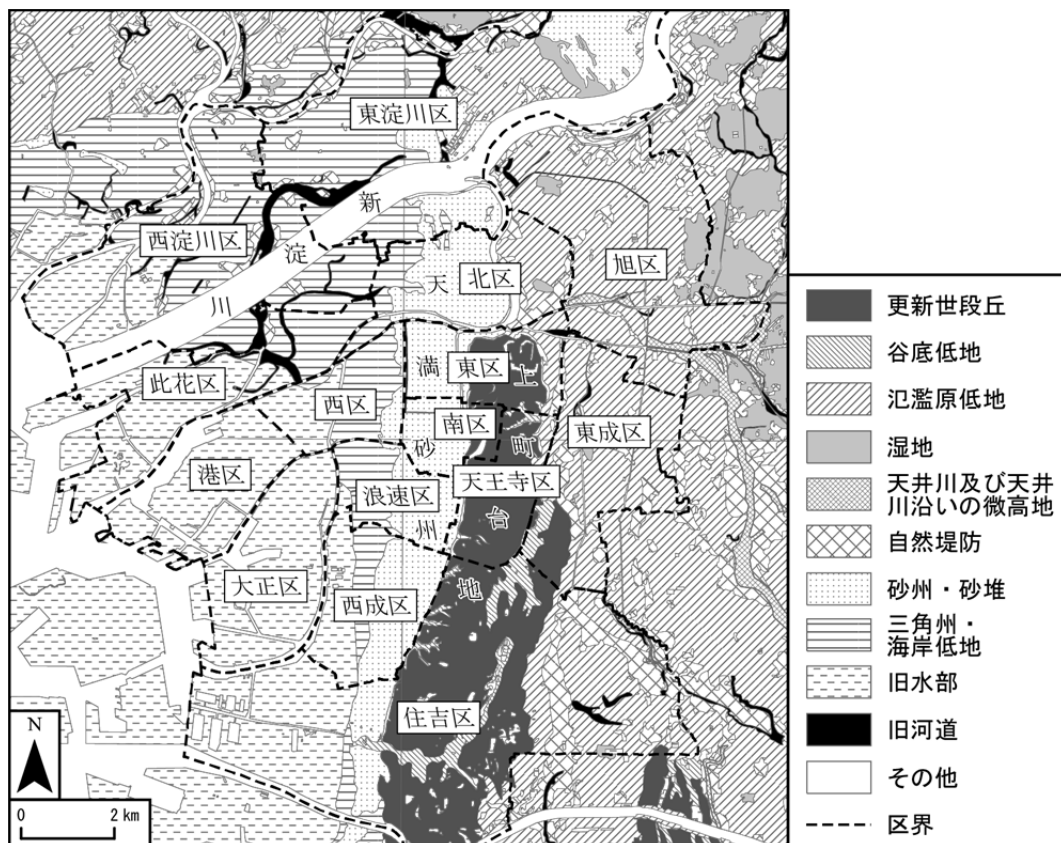 東淀川区
新
淀
川
西淀川区
旭区
北区
天
満
砂
州
東区
上
町
台
地
此花区
西区
南区
東成区
港区
天王寺区
浪速区
大正区
西成区
住吉区
N
0
2 km
更新世段丘
谷底低地
氾濫原低地
湿地
天井川及び天井
川沿いの微高地
自然堤防
砂州・砂堆
三角州・
海岸低地
旧水部
旧河道
その他
区界